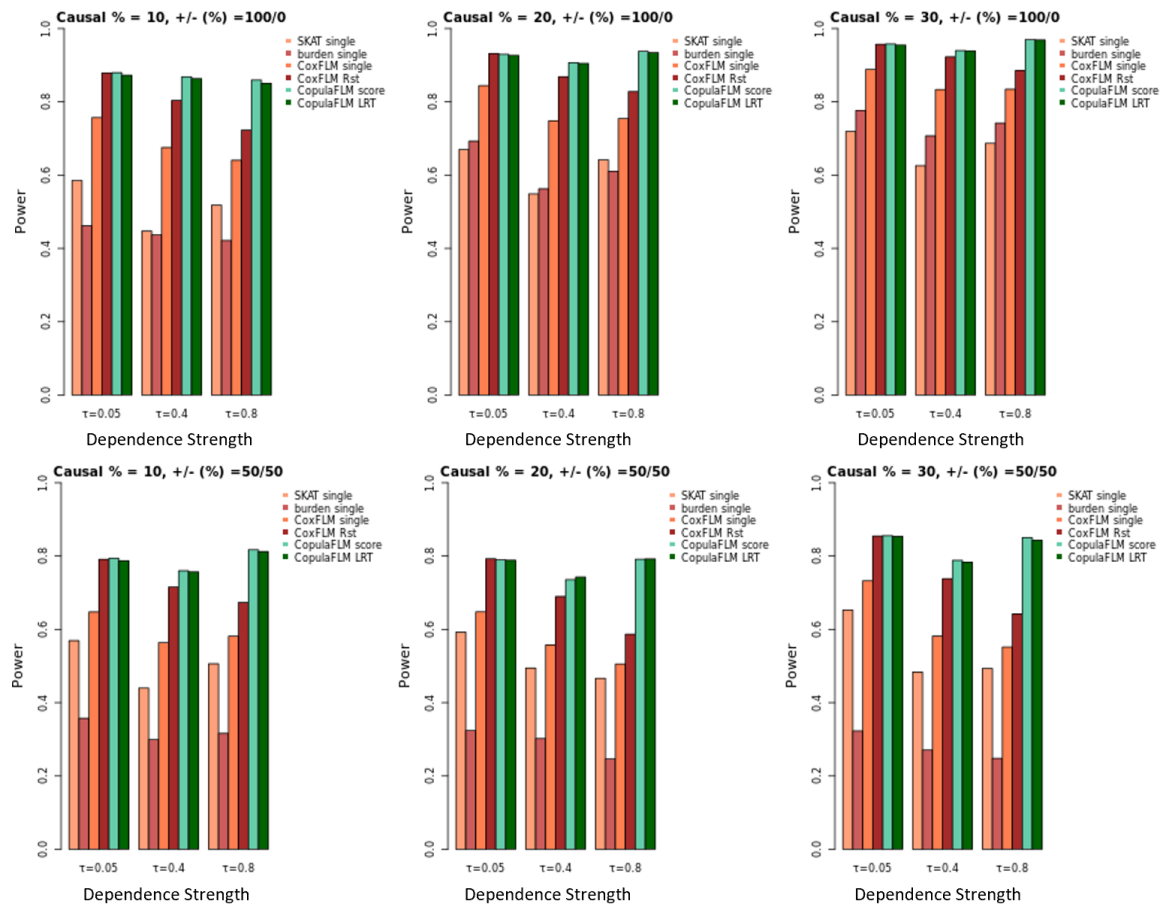 Causal % = 10, +/- (%) =100/0
SKAT single
burden single
CoxFLM single
CoxFLM Rst
CopulaFLM score
CopulaFLM LRT
Power
0.0
0.2
0.4
0.6
0.8
1.0
τ=0.05
τ=0.4
τ=0.8
Dependence Strength
Causal % = 20, +/- (%) =100/0
SKAT single
burden single
CoxFLM single
CoxFLM Rst
CopulaFLM score
CopulaFLM LRT
Power
0.0
0.2
0.4
0.6
0.8
1.0
τ=0.05
τ=0.4
τ=0.8
Dependence Strength
Causal % = 30, +/- (%) =100/0
SKAT single
burden single
CoxFLM single
CoxFLM Rst
CopulaFLM score
CopulaFLM LRT
Power
0.0
0.2
0.4
0.6
0.8
1.0
τ=0.05
τ=0.4
τ=0.8
Dependence Strength
Causal % = 10, +/- (%) =50/50
SKAT single
burden single
CoxFLM single
CoxFLM Rst
CopulaFLM score
CopulaFLM LRT
Power
0.0
0.2
0.4
0.6
0.8
1.0
τ=0.05
τ=0.4
τ=0.8
Dependence Strength
Causal % = 20, +/- (%) =50/50
SKAT single
burden single
CoxFLM single
CoxFLM Rst
CopulaFLM score
CopulaFLM LRT
Power
0.0
0.2
0.4
0.6
0.8
1.0
τ=0.05
τ=0.4
τ=0.8
Dependence Strength
Causal % = 30, +/- (%) =50/50
SKAT single
burden single
CoxFLM single
CoxFLM Rst
CopulaFLM score
CopulaFLM LRT
Power
0.0
0.2
0.4
0.6
0.8
1.0
τ=0.05
τ=0.4
τ=0.8
Dependence Strength